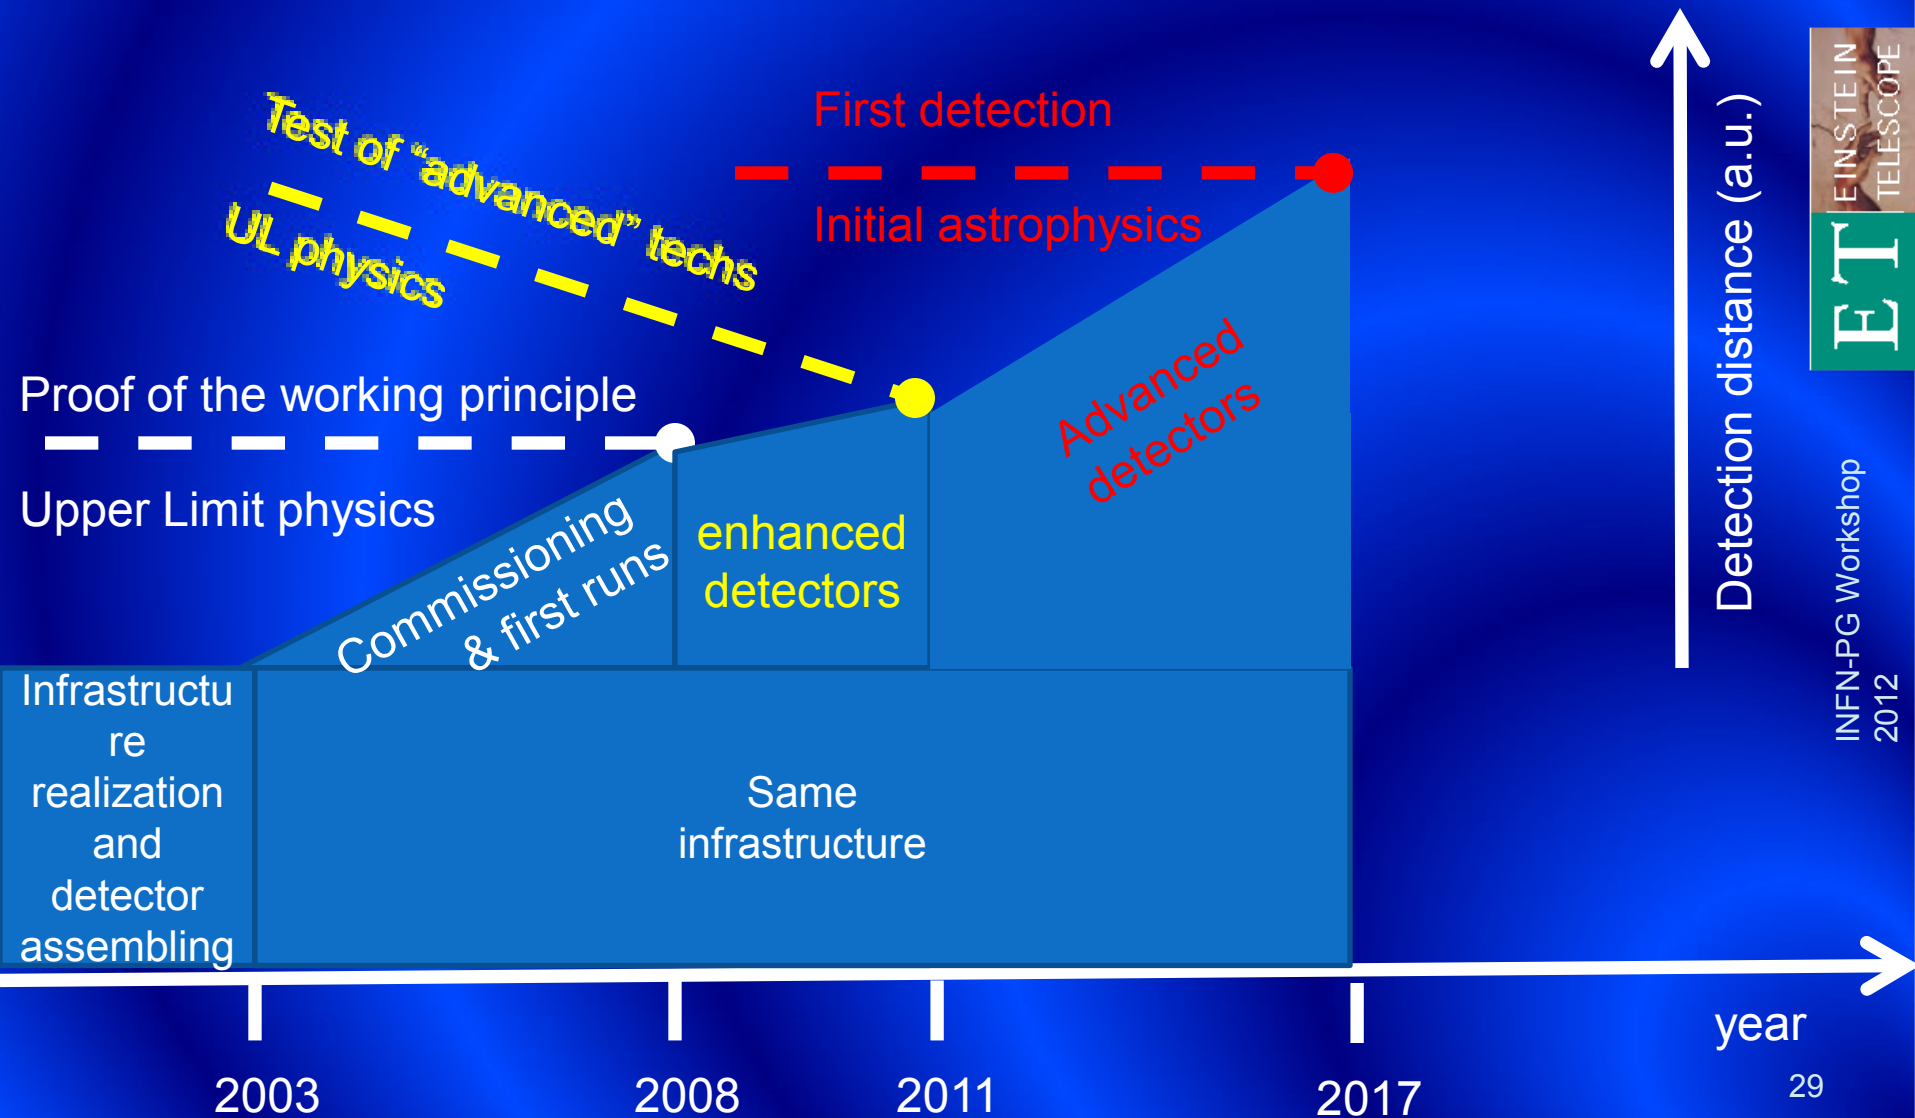 Test of “advanced” techs
UL physics
First detection
Initial astrophysics
Proof of the working principle
Upper Limit physics
Commissioning
& first runs
enhanced
detectors
Advanced
detectors
Infrastructu
re
realization
and
detector
assembling
Same
infrastructure
Detection distance (a.u.)
EINSTEIN
TELESCOPE
ET
INFN-PG Workshop
2012
year
2003
2008
2011
2017
29